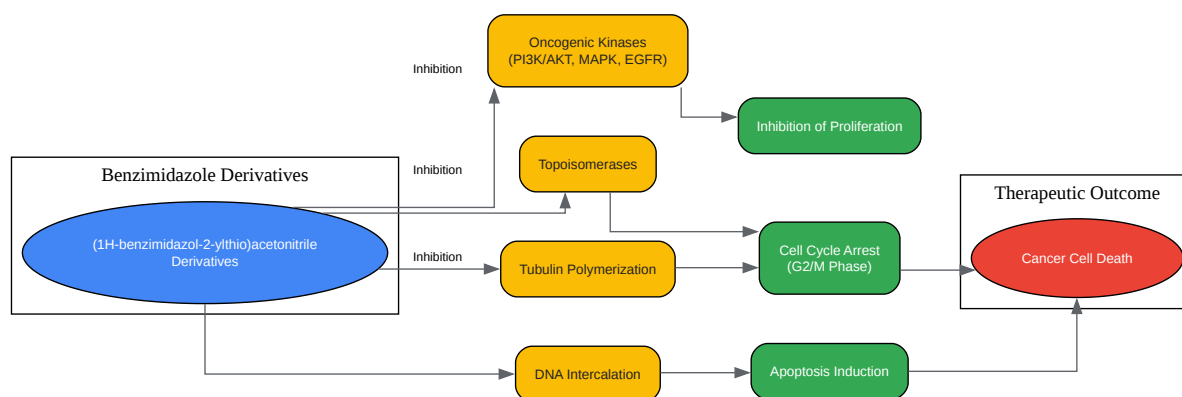 Oncogenic Kinases
(PI3K/AKT, MAPK, EGFR)
Inhibition
Inhibition of Proliferation
Topoisomerases
Inhibition
Benzimidazole Derivatives
Therapeutic Outcome
(1H-benzimidazol-2-ylthio)acetonitrile
Derivatives
Inhibition
Tubulin Polymerization
Cell Cycle Arrest
(G2/M Phase)
Cancer Cell Death
DNA Intercalation
Apoptosis Induction